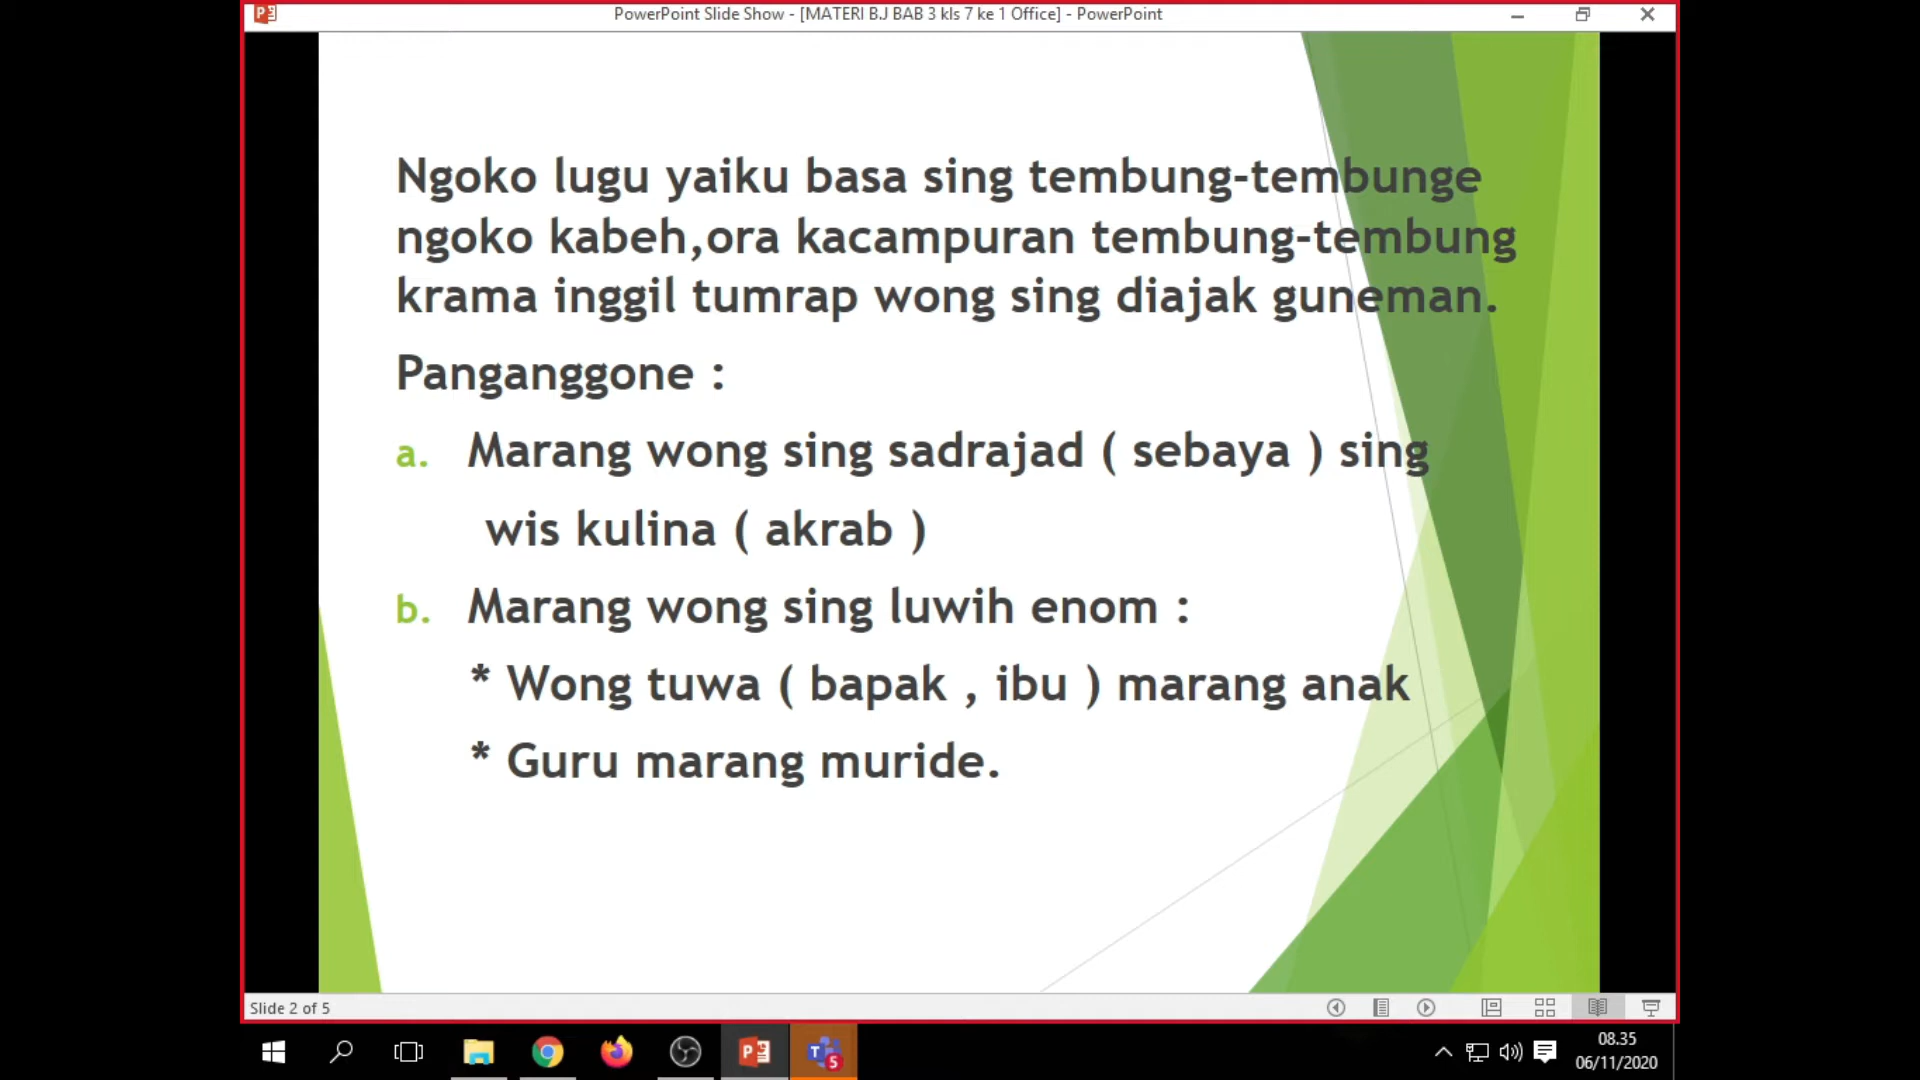 PowerPoint Slide Show - [MATERI B.J BAB 3 kls 7 ke 1 Office] - PowerPoint
Ngoko lugu yaiku basa sing tembung-tembunge
ngoko kabeh,ora kacampuran tembung-tembung
krama inggil tumrap wong sing diajak guneman.
Panganggone :
a. Marang wong sing sadrajad ( sebaya ) sing
wis kulina ( akrab )
b. Marang wong sing luwih enom :
* Wong tuwa ( bapak , ibu ) marang anak
* Guru marang muride.
Slide 2 of 5
5
08.35
06/11/2020